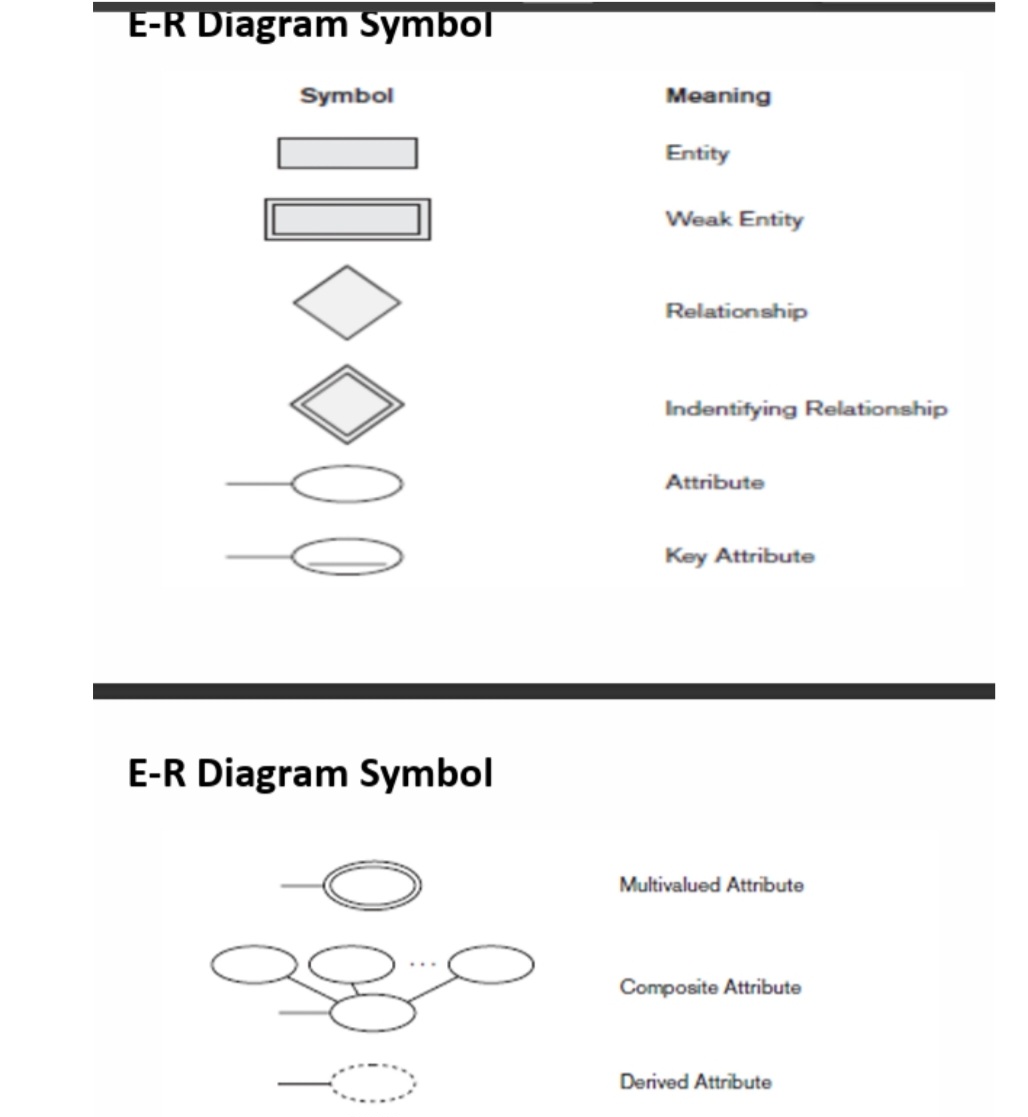 E-R Diagram Symbol
Symbol Meaning
Entity
Weak Entity
Relationship
Indentifying Relationship
Attribute
Key Attribute
E-R Diagram Symbol
Multivalued Attribute
...
Composite Attribute
Derived Attribute